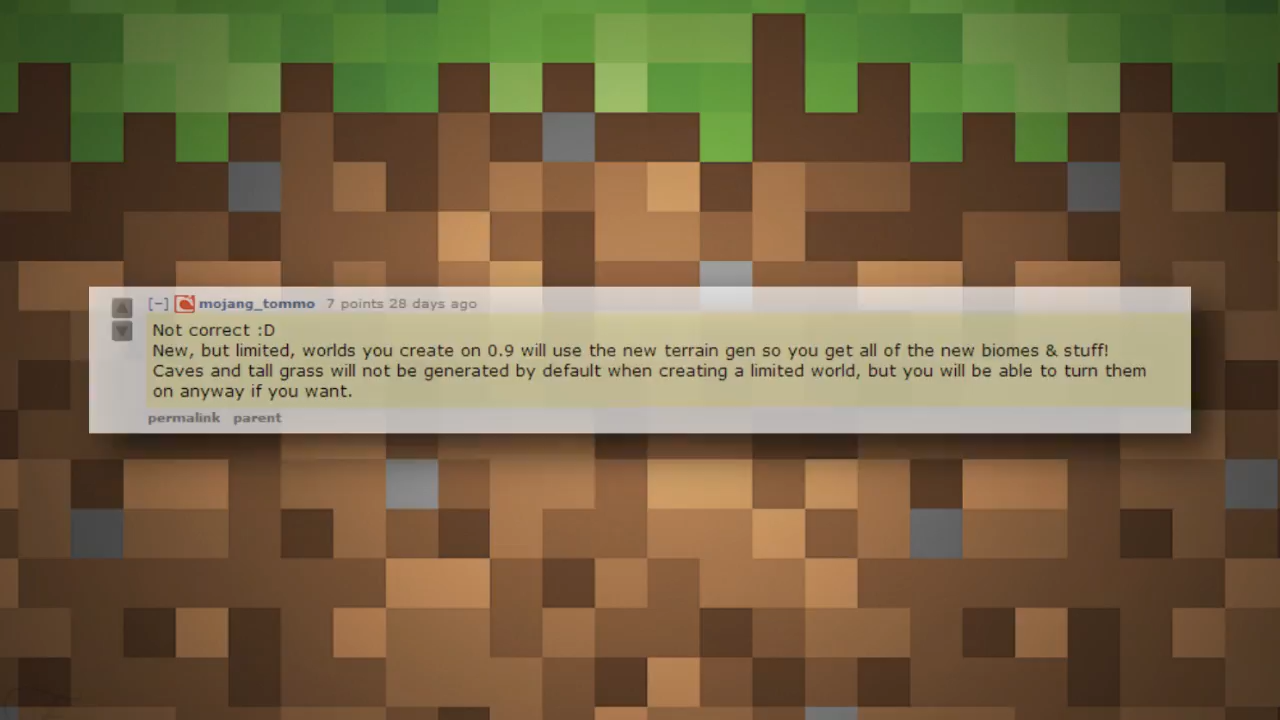 [−] mojang_tommo 7 points 28 days ago
Not correct :D
New, but limited, worlds you create on 0.9 will use the new terrain gen so you get all of the new biomes & stuff!
Caves and tall grass will not be generated by default when creating a limited world, but you will be able to turn them
on anyway if you want.
permalink parent